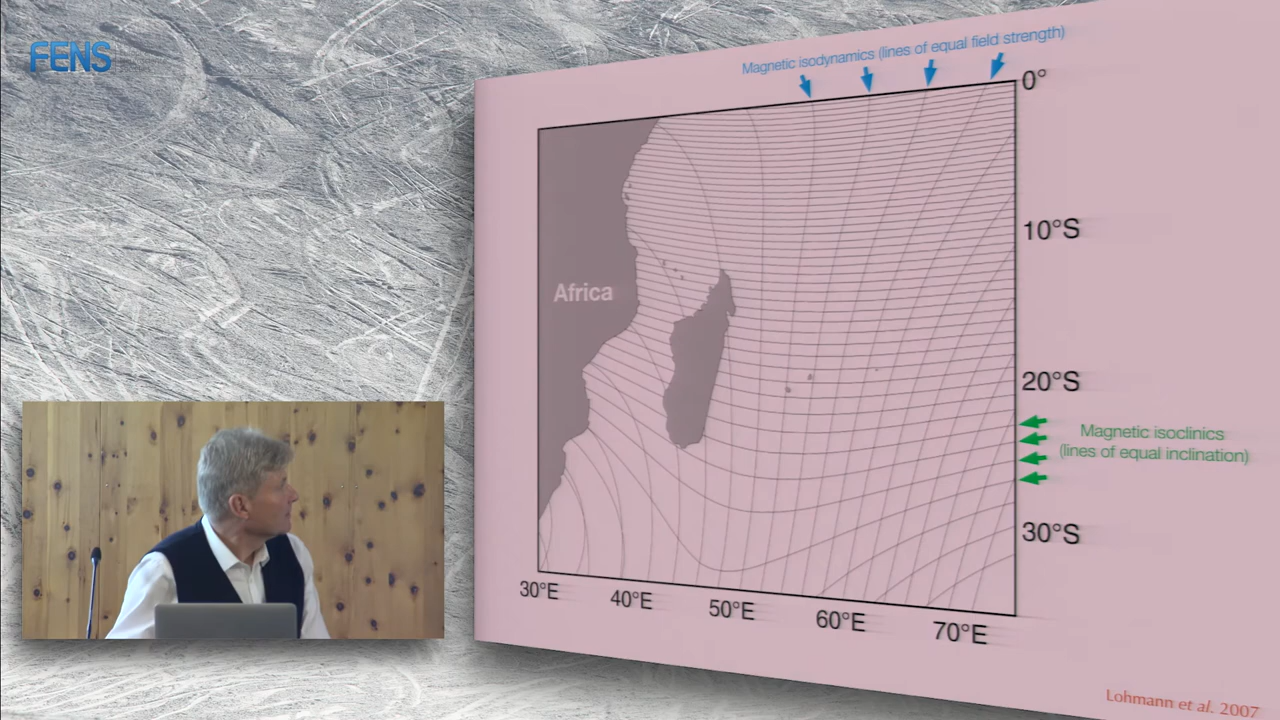 FENS
Magnetic isodynamics (lines of equal field strength)
0°
10°S
Africa
20°S
Magnetic isoclinics
(lines of equal inclination)
30°S
30°E
40°E
50°E
60°E
70°E
Lohmann et al. 2007